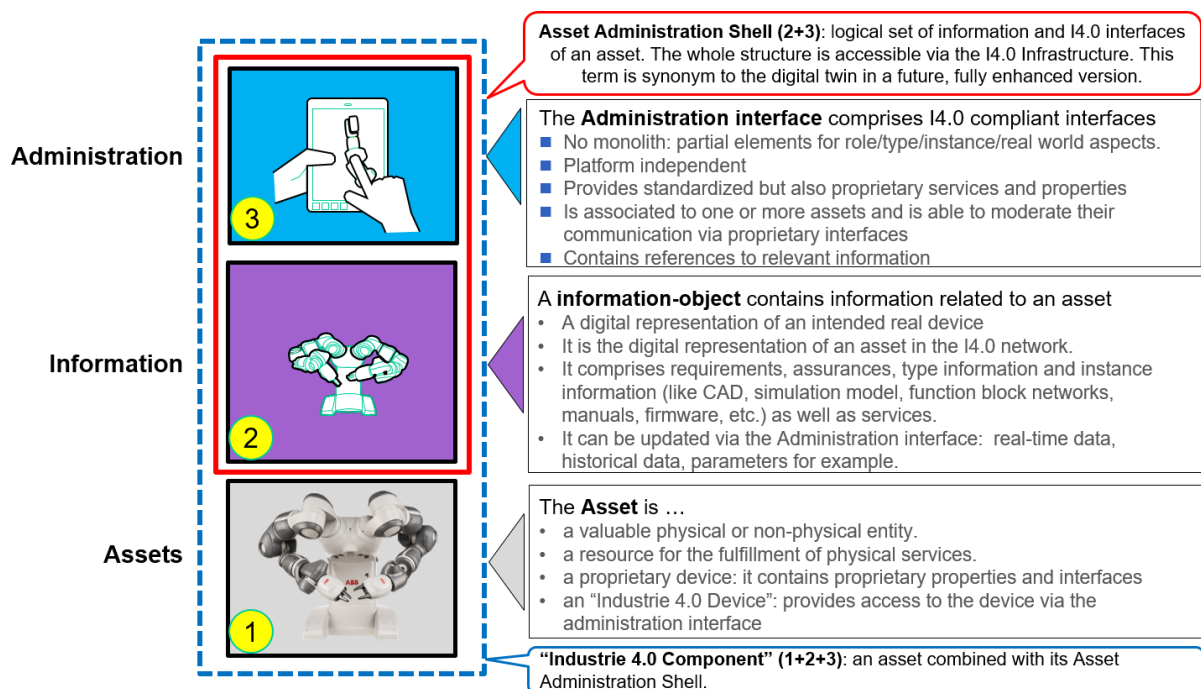 Asset Administration Shell (2+3): logical set of information and I4.0 interfaces
of an asset. The whole structure is accessible via the I4.0 Infrastructure. This
term is synonym to the digital twin in a future, fully enhanced version.
Administration
3
The Administration interface comprises I4.0 compliant interfaces
■ No monolith: partial elements for role/type/instance/real world aspects.
■ Platform independent
■ Provides standardized but also proprietary services and properties
■ Is associated to one or more assets and is able to moderate their
communication via proprietary interfaces
■ Contains references to relevant information
Information
2
A information-object contains information related to an asset
• A digital representation of an intended real device
• It is the digital representation of an asset in the I4.0 network.
• It comprises requirements, assurances, type information and instance
information (like CAD, simulation model, function block networks,
manuals, firmware, etc.) as well as services.
• It can be updated via the Administration interface: real-time data,
historical data, parameters for example.
Assets
ABB
1
The Asset is …
• a valuable physical or non-physical entity.
• a resource for the fulfillment of physical services.
• a proprietary device: it contains proprietary properties and interfaces
• an “Industrie 4.0 Device”: provides access to the device via the
administration interface
“Industrie 4.0 Component” (1+2+3): an asset combined with its Asset
Administration Shell.